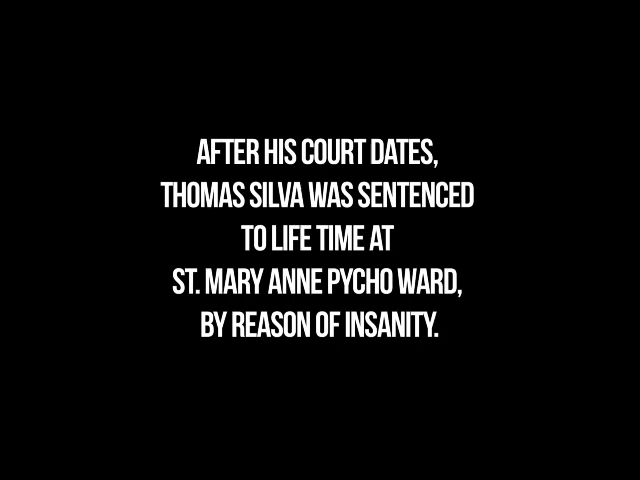 AFTER HIS COURT DATES,
THOMAS SILVA WAS SENTENCED
TO LIFE TIME AT
ST. MARY ANNE PYCHO WARD,
BY REASON OF INSANITY.